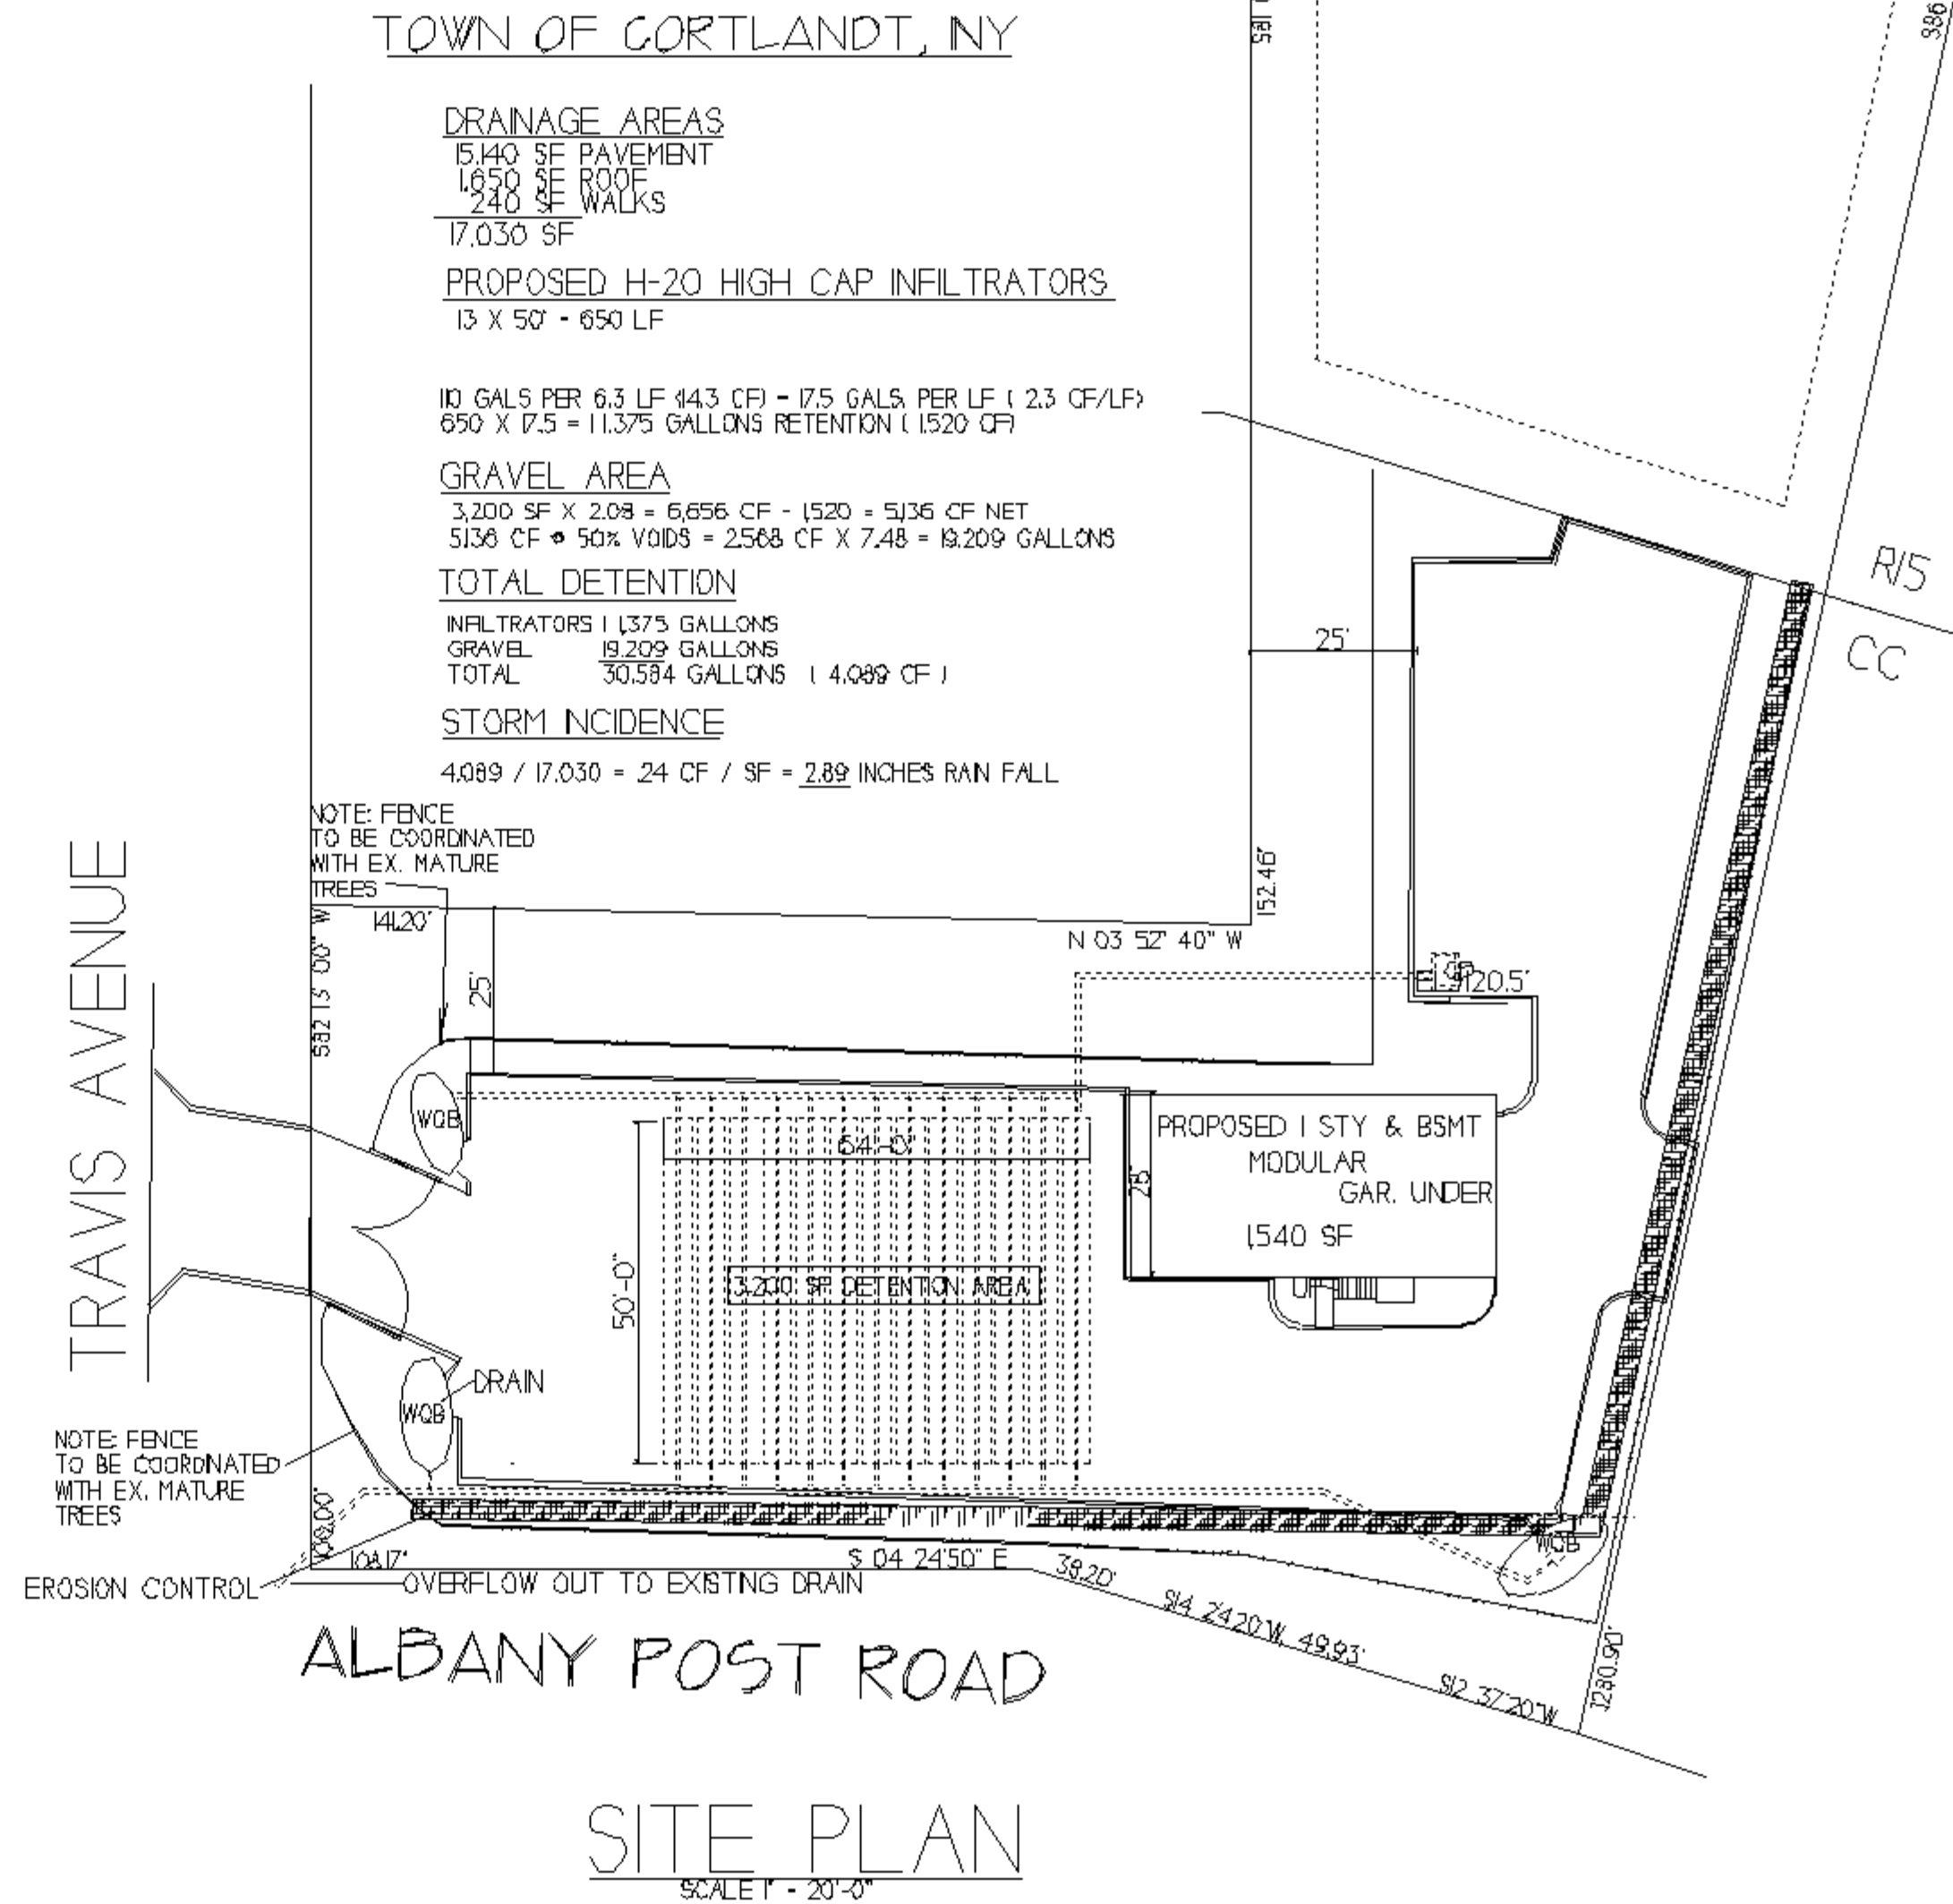 TOWN OF CORTLANDT, NY
DRAINAGE AREAS
15,140 SF PAVEMENT
1,650 SF ROOF
240 SF WALKS
17,030 SF
PROPOSED H-20 HIGH CAP INFILTRATORS
13 X 50' - 650 LF
110 GALS PER 6.3 LF (14.3 CF) - 17.5 GALS. PER LF ( 2.3 CF/LF)
650 X 17.5 = 11,375 GALLONS RETENTION ( 1,520 CF)
GRAVEL AREA
3,200 SF X 2.08 = 6,656 CF - 1,520 = 5,136 CF NET
5,136 CF @ 50% VOIDS = 2,568 CF X 7.48 = 19,209 GALLONS
TOTAL DETENTION
INFILTRATORS 11,375 GALLONS
GRAVEL 19,209 GALLONS
TOTAL 30,584 GALLONS ( 4,089 CF )
STORM INCIDENCE
4,089 / 17,030 = .24 CF / SF = 2.89 INCHES RAIN FALL
R15
CC
25'
NOTE: FENCE
TO BE COORDINATED
WITH EX. MATURE
TREES
141.20'
S82 13' 00" W
25'
152.46'
N 03 52' 40" W
EL 120.5'
TRAVIS AVENUE
WQB
64'-0"
50'-0"
3,200 SF DETENTION AREA
PROPOSED 1 STY & BSMT
MODULAR
GAR. UNDER
1,540 SF
DRAIN
WQB
NOTE: FENCE
TO BE COORDINATED
WITH EX. MATURE
TREES
WQB
108.17'
S 04 24'50" E
38.20'
S14 24'20"W 49.93'
S12 37'20"W
EROSION CONTROL
OVERFLOW OUT TO EXISTING DRAIN
ALBANY POST ROAD
SITE PLAN
SCALE 1" - 20'-0"